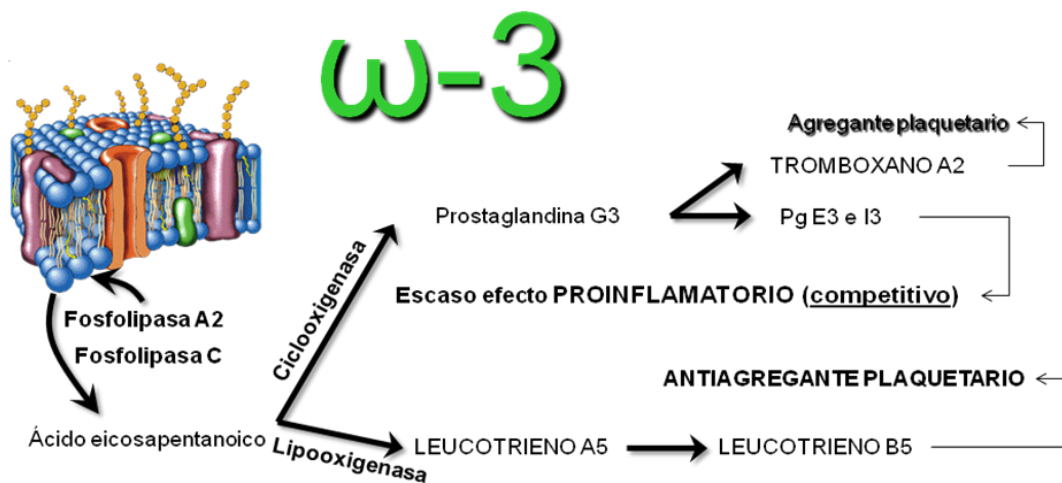 ω-3
Agregante plaquetario
TROMBOXANO A2
Prostaglandina G3
Pg E3 e I3
Ciclooxigenasa
Escaso efecto PROINFLAMATORIO (competitivo)
Fosfolipasa A2
Fosfolipasa C
ANTIAGREGANTE PLAQUETARIO
Ácido eicosapentanoico
Lipooxigenasa
LEUCOTRIENO A5
LEUCOTRIENO B5